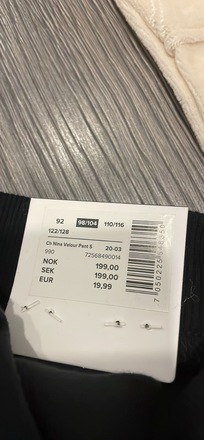 92 98/104 110/116
122/128
Ch Nina Velour Pant S 20-03
990 72568490014
NOK 199,00
SEK 199,00
EUR 19,99